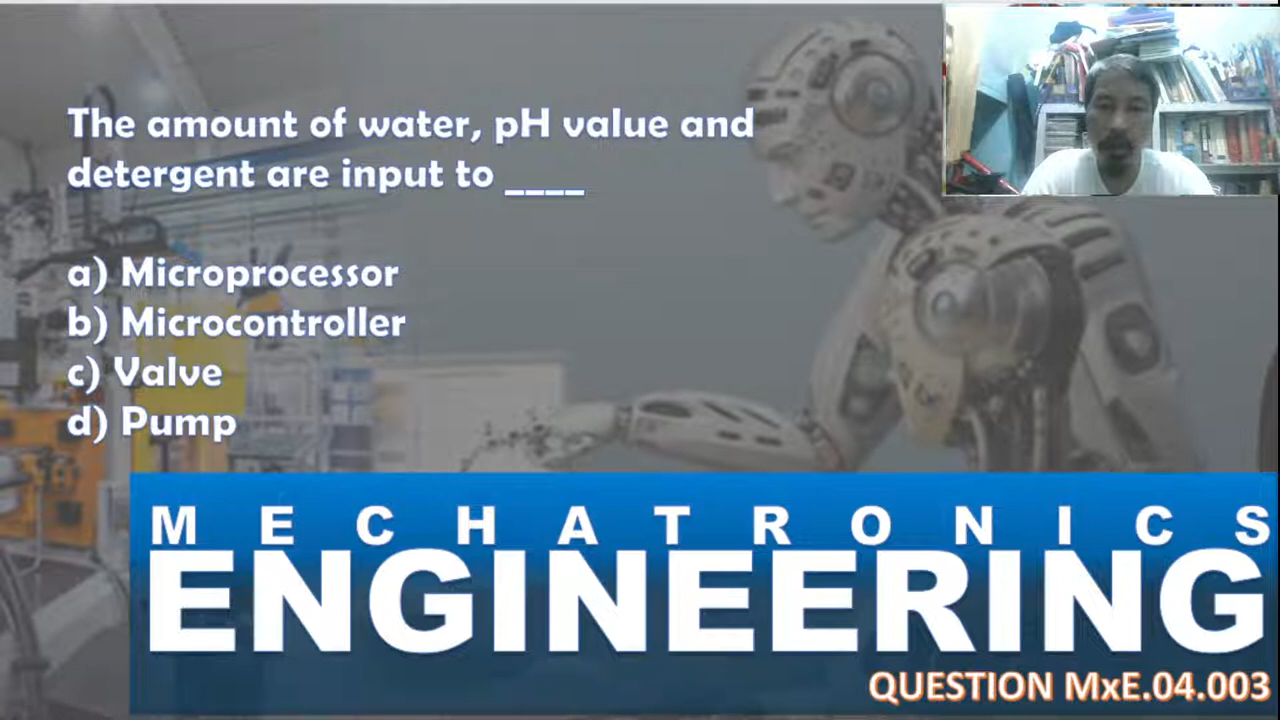 The amount of water, pH value and
detergent are input to ____
a) Microprocessor
b) Microcontroller
c) Valve
d) Pump
MECHATRONICS
ENGINEERING
QUESTION MxE.04.003